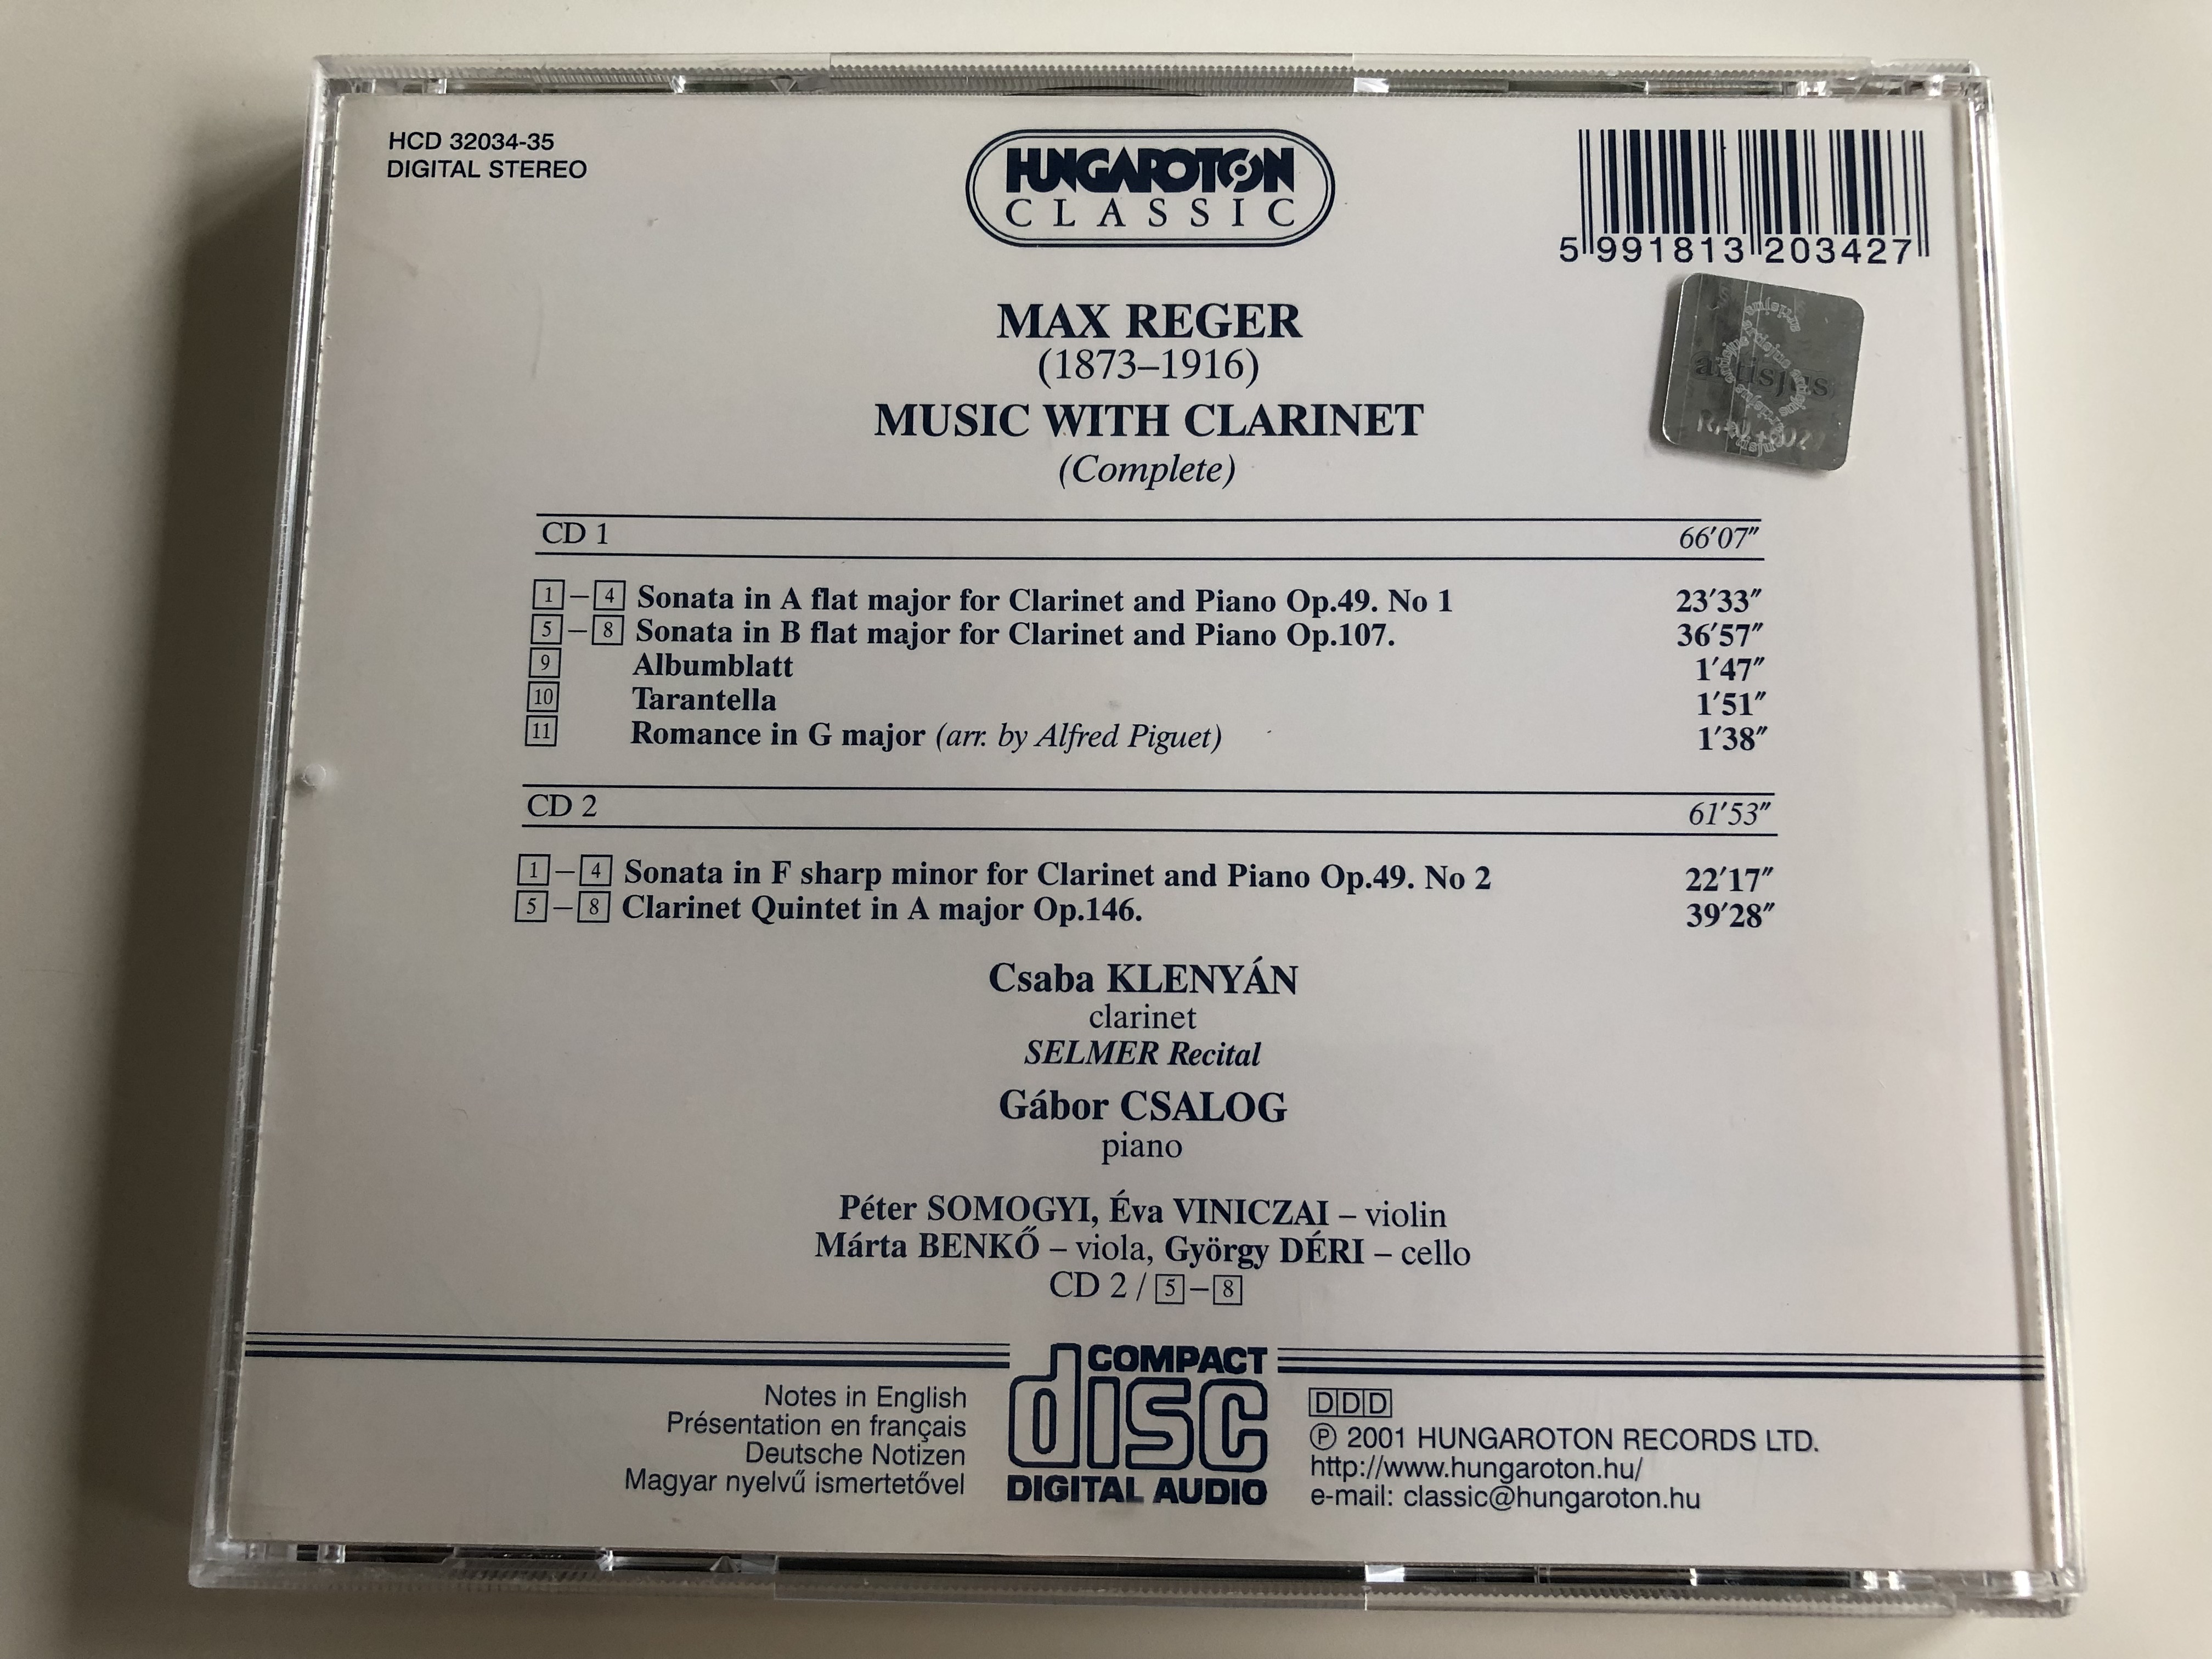 HCD 32034-35
DIGITAL STEREO
HUNGAROTON
CLASSIC
5 991813 203427
artisjus
MAX REGER
(1873–1916)
MUSIC WITH CLARINET
(Complete)
CD 1 66′07″
1 – 4 Sonata in A flat major for Clarinet and Piano Op.49. No 1 23′33″
5 – 8 Sonata in B flat major for Clarinet and Piano Op.107. 36′57″
9 Albumblatt 1′47″
10 Tarantella 1′51″
11 Romance in G major (arr. by Alfred Piguet) 1′38″
CD 2 61′53″
1 – 4 Sonata in F sharp minor for Clarinet and Piano Op.49. No 2 22′17″
5 – 8 Clarinet Quintet in A major Op.146. 39′28″
Csaba KLENYÁN
clarinet
SELMER Recital
Gábor CSALOG
piano
Péter SOMOGYI, Éva VINICZAI – violin
Márta BENKŐ – viola, György DÉRI – cello
CD 2 / 5 – 8
Notes in English
Présentation en français
Deutsche Notizen
Magyar nyelvű ismertetővel
COMPACT
disc
DIGITAL AUDIO
DDD
Ⓟ 2001 HUNGAROTON RECORDS LTD.
http://www.hungaroton.hu/
e-mail: classic@hungaroton.hu